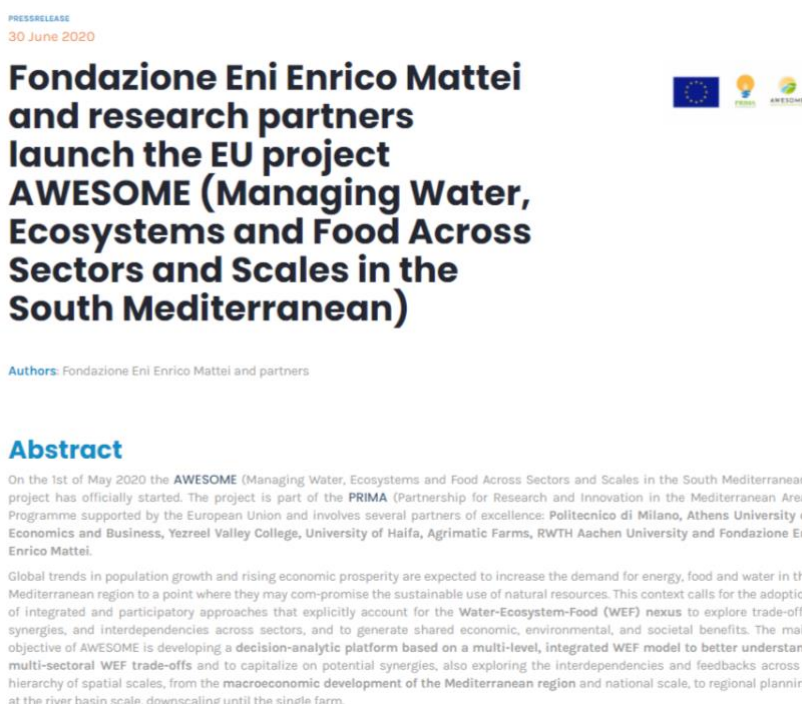 PRESSRELEASE
30 June 2020
Fondazione Eni Enrico Mattei
and research partners
launch the EU project
AWESOME (Managing Water,
Ecosystems and Food Across
Sectors and Scales in the
South Mediterranean)
PRIMA
AWESOME
Authors: Fondazione Eni Enrico Mattei and partners
Abstract
On the 1st of May 2020 the AWESOME (Managing Water, Ecosystems and Food Across Sectors and Scales in the South Mediterranean
project has officially started. The project is part of the PRIMA (Partnership for Research and Innovation in the Mediterranean Area
Programme supported by the European Union and involves several partners of excellence: Politecnico di Milano, Athens University
Economics and Business, Yezreel Valley College, University of Haifa, Agrimatic Farms, RWTH Aachen University and Fondazione
Enrico Mattei.
Global trends in population growth and rising economic prosperity are expected to increase the demand for energy, food and water in
Mediterranean region to a point where they may com-promise the sustainable use of natural resources. This context calls for the
of integrated and participatory approaches that explicitly account for the Water-Ecosystem-Food (WEF) nexus to explore
synergies, and interdependencies across sectors, and to generate shared economic, environmental, and societal benefits. The
objective of AWESOME is developing a decision-analytic platform based on a multi-level, integrated WEF model to better
multi-sectoral WEF trade-offs and to capitalize on potential synergies, also exploring the interdependencies and feedbacks across
hierarchy of spatial scales, from the macroeconomic development of the Mediterranean region and national scale, to regional
at the river basin scale, downscaling until the single farm.